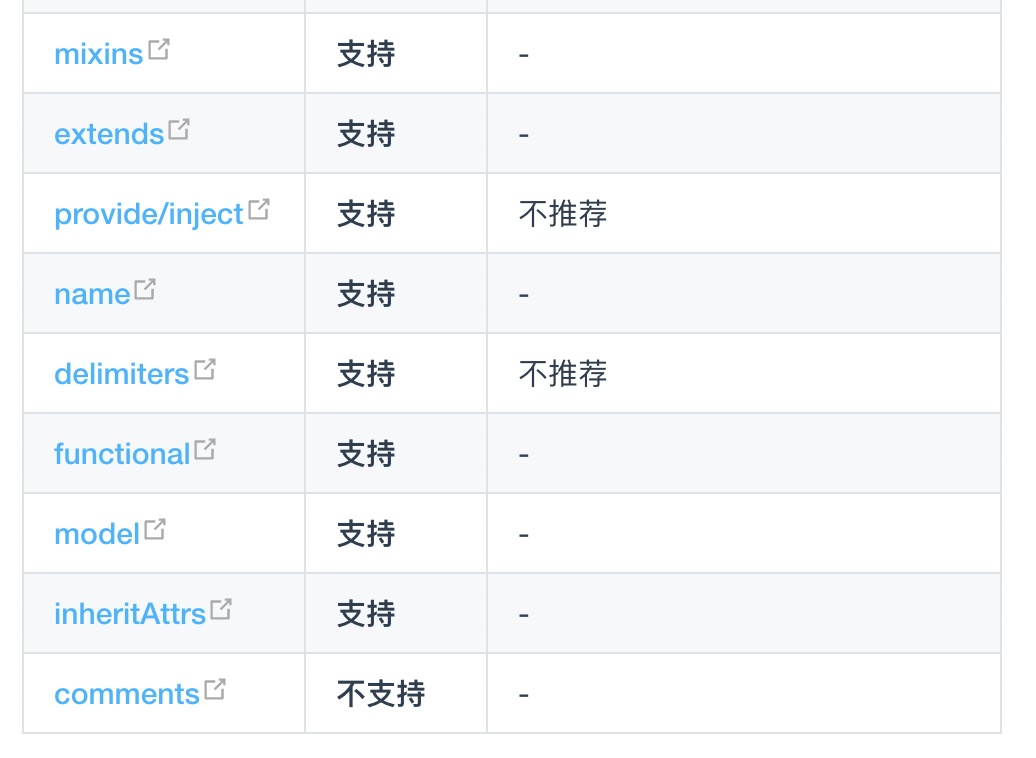 mixins 支持 -
extends 支持 -
provide/inject 支持 不推荐
name 支持 -
delimiters 支持 不推荐
functional 支持 -
model 支持 -
inheritAttrs 支持 -
comments 不支持 -